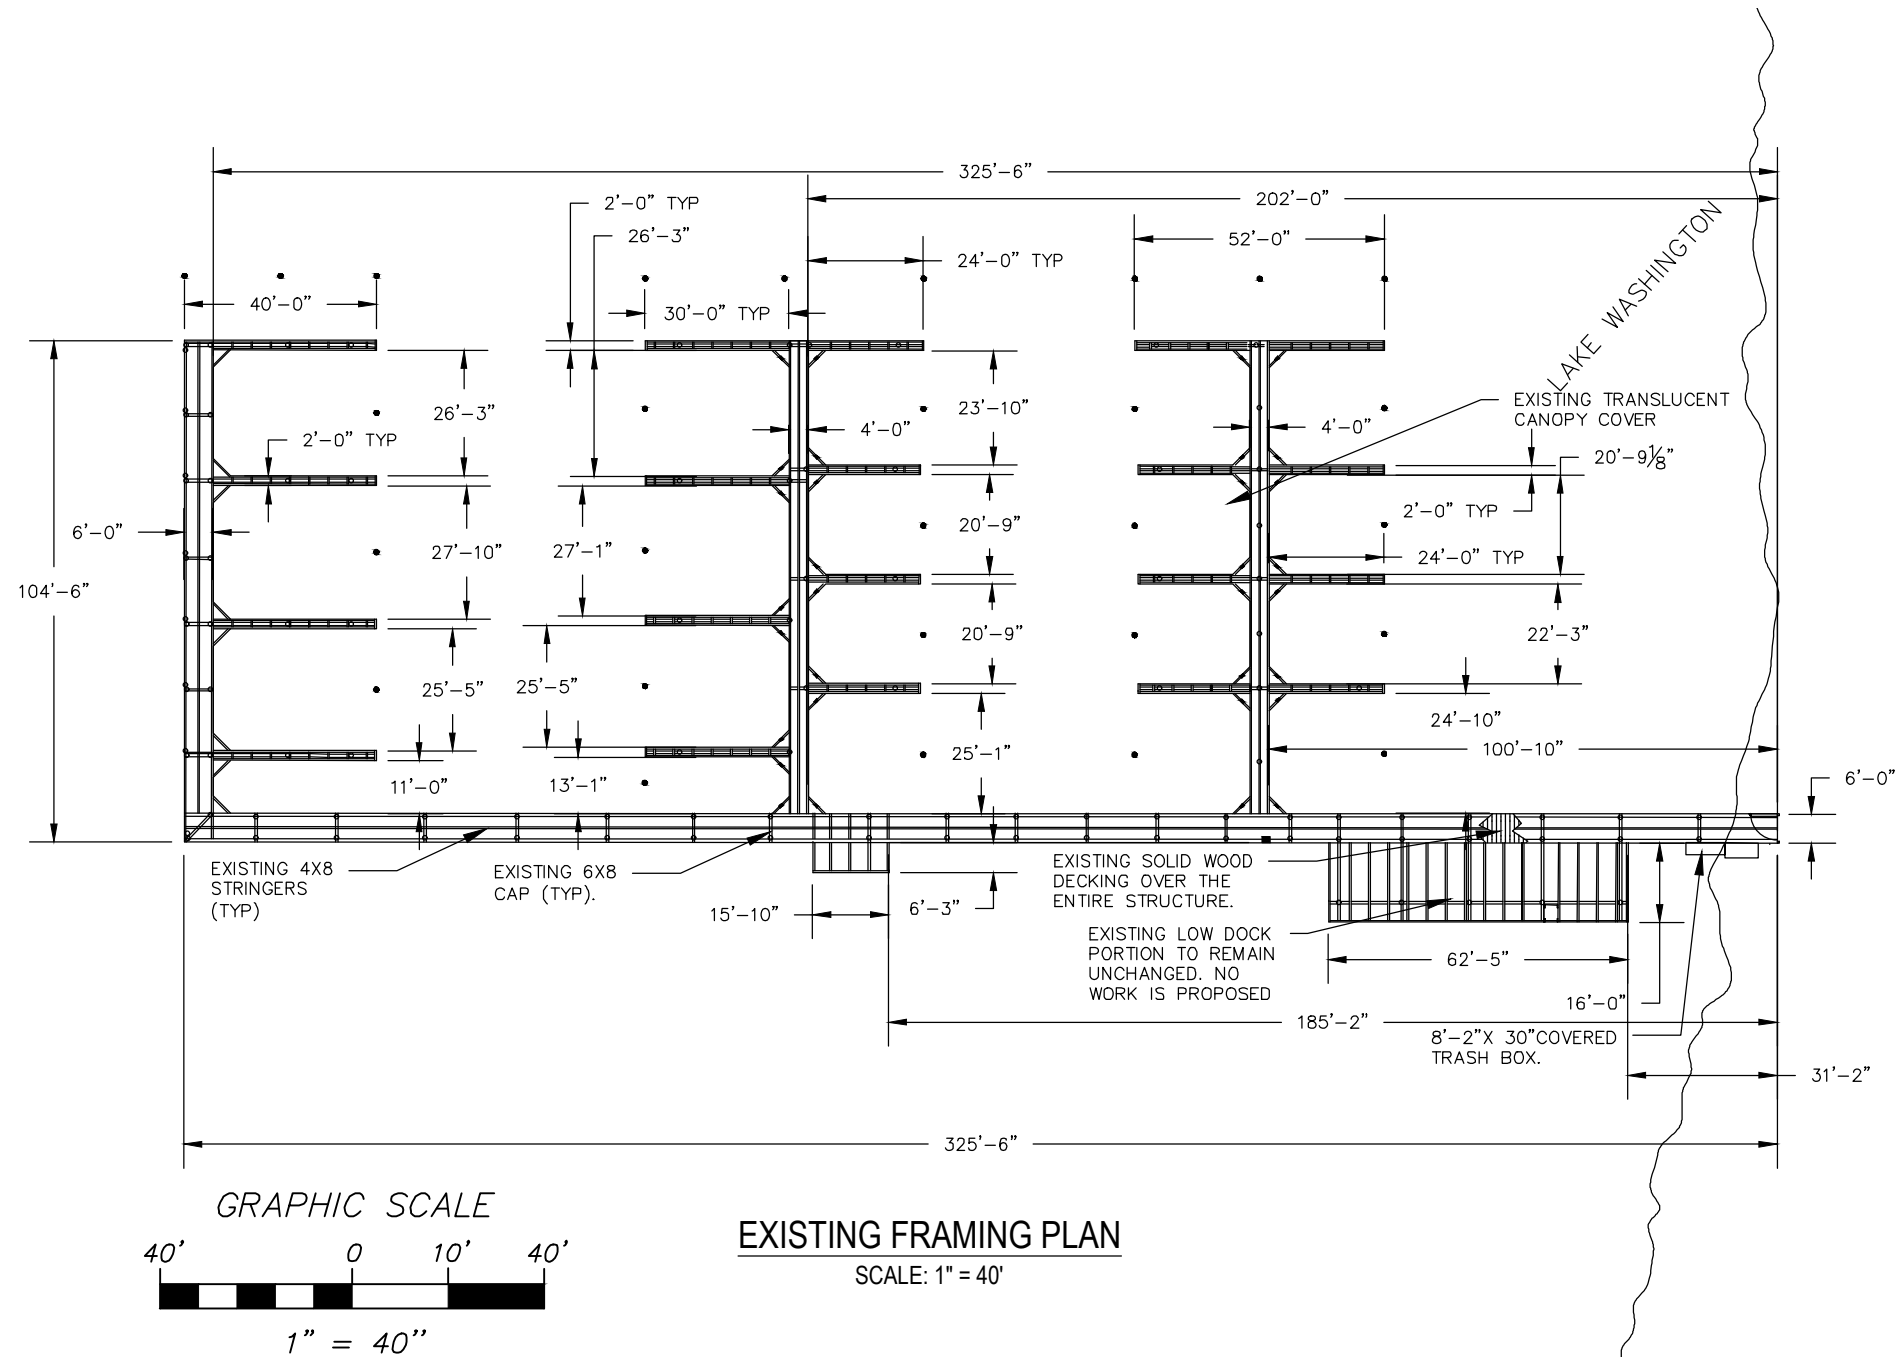 325'-6"
202'-0"
2'-0" TYP
26'-3"
52'-0"
24'-0" TYP
40'-0"
30'-0" TYP
LAKE WASHINGTON
26'-3"
23'-10"
EXISTING TRANSLUCENT
CANOPY COVER
2'-0" TYP
4'-0"
4'-0"
20'-9⅛"
6'-0"
27'-10"
27'-1"
20'-9"
2'-0" TYP
24'-0" TYP
104'-6"
20'-9"
22'-3"
25'-5"
25'-5"
24'-10"
25'-1"
100'-10"
11'-0"
13'-1"
6'-0"
EXISTING 4X8
STRINGERS
(TYP)
EXISTING 6X8
CAP (TYP).
15'-10"
6'-3"
EXISTING SOLID WOOD
DECKING OVER THE
ENTIRE STRUCTURE.
EXISTING LOW DOCK
PORTION TO REMAIN
UNCHANGED. NO
WORK IS PROPOSED
62'-5"
16'-0"
185'-2"
8'-2"X 30"COVERED
TRASH BOX.
31'-2"
325'-6"
GRAPHIC SCALE
40' 0 10' 40'
1" = 40"
EXISTING FRAMING PLAN
SCALE: 1" = 40'